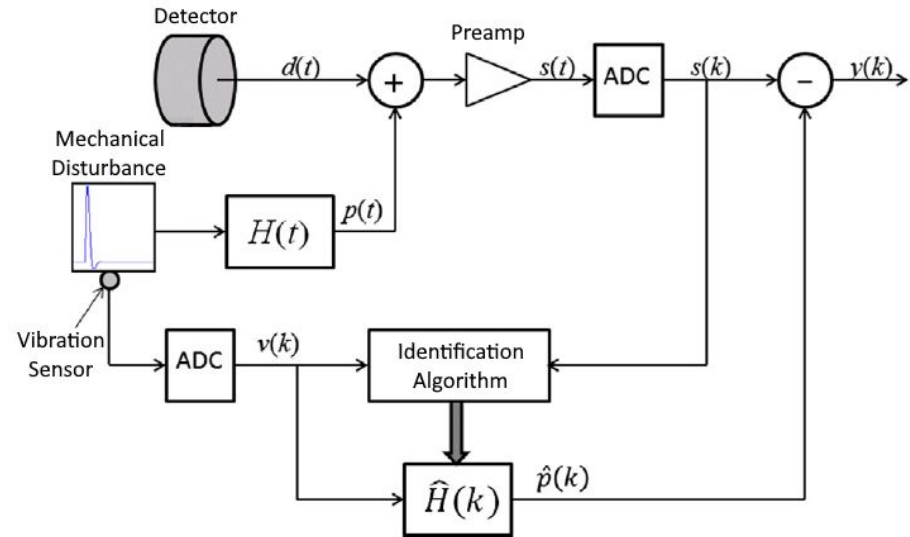 Detector
Preamp
d(t)
+
s(t)
ADC
s(k)
−
v(k)
Mechanical
Disturbance
H(t)
p(t)
Vibration
Sensor
ADC
v(k)
Identification
Algorithm
Ĥ(k)
p̂(k)